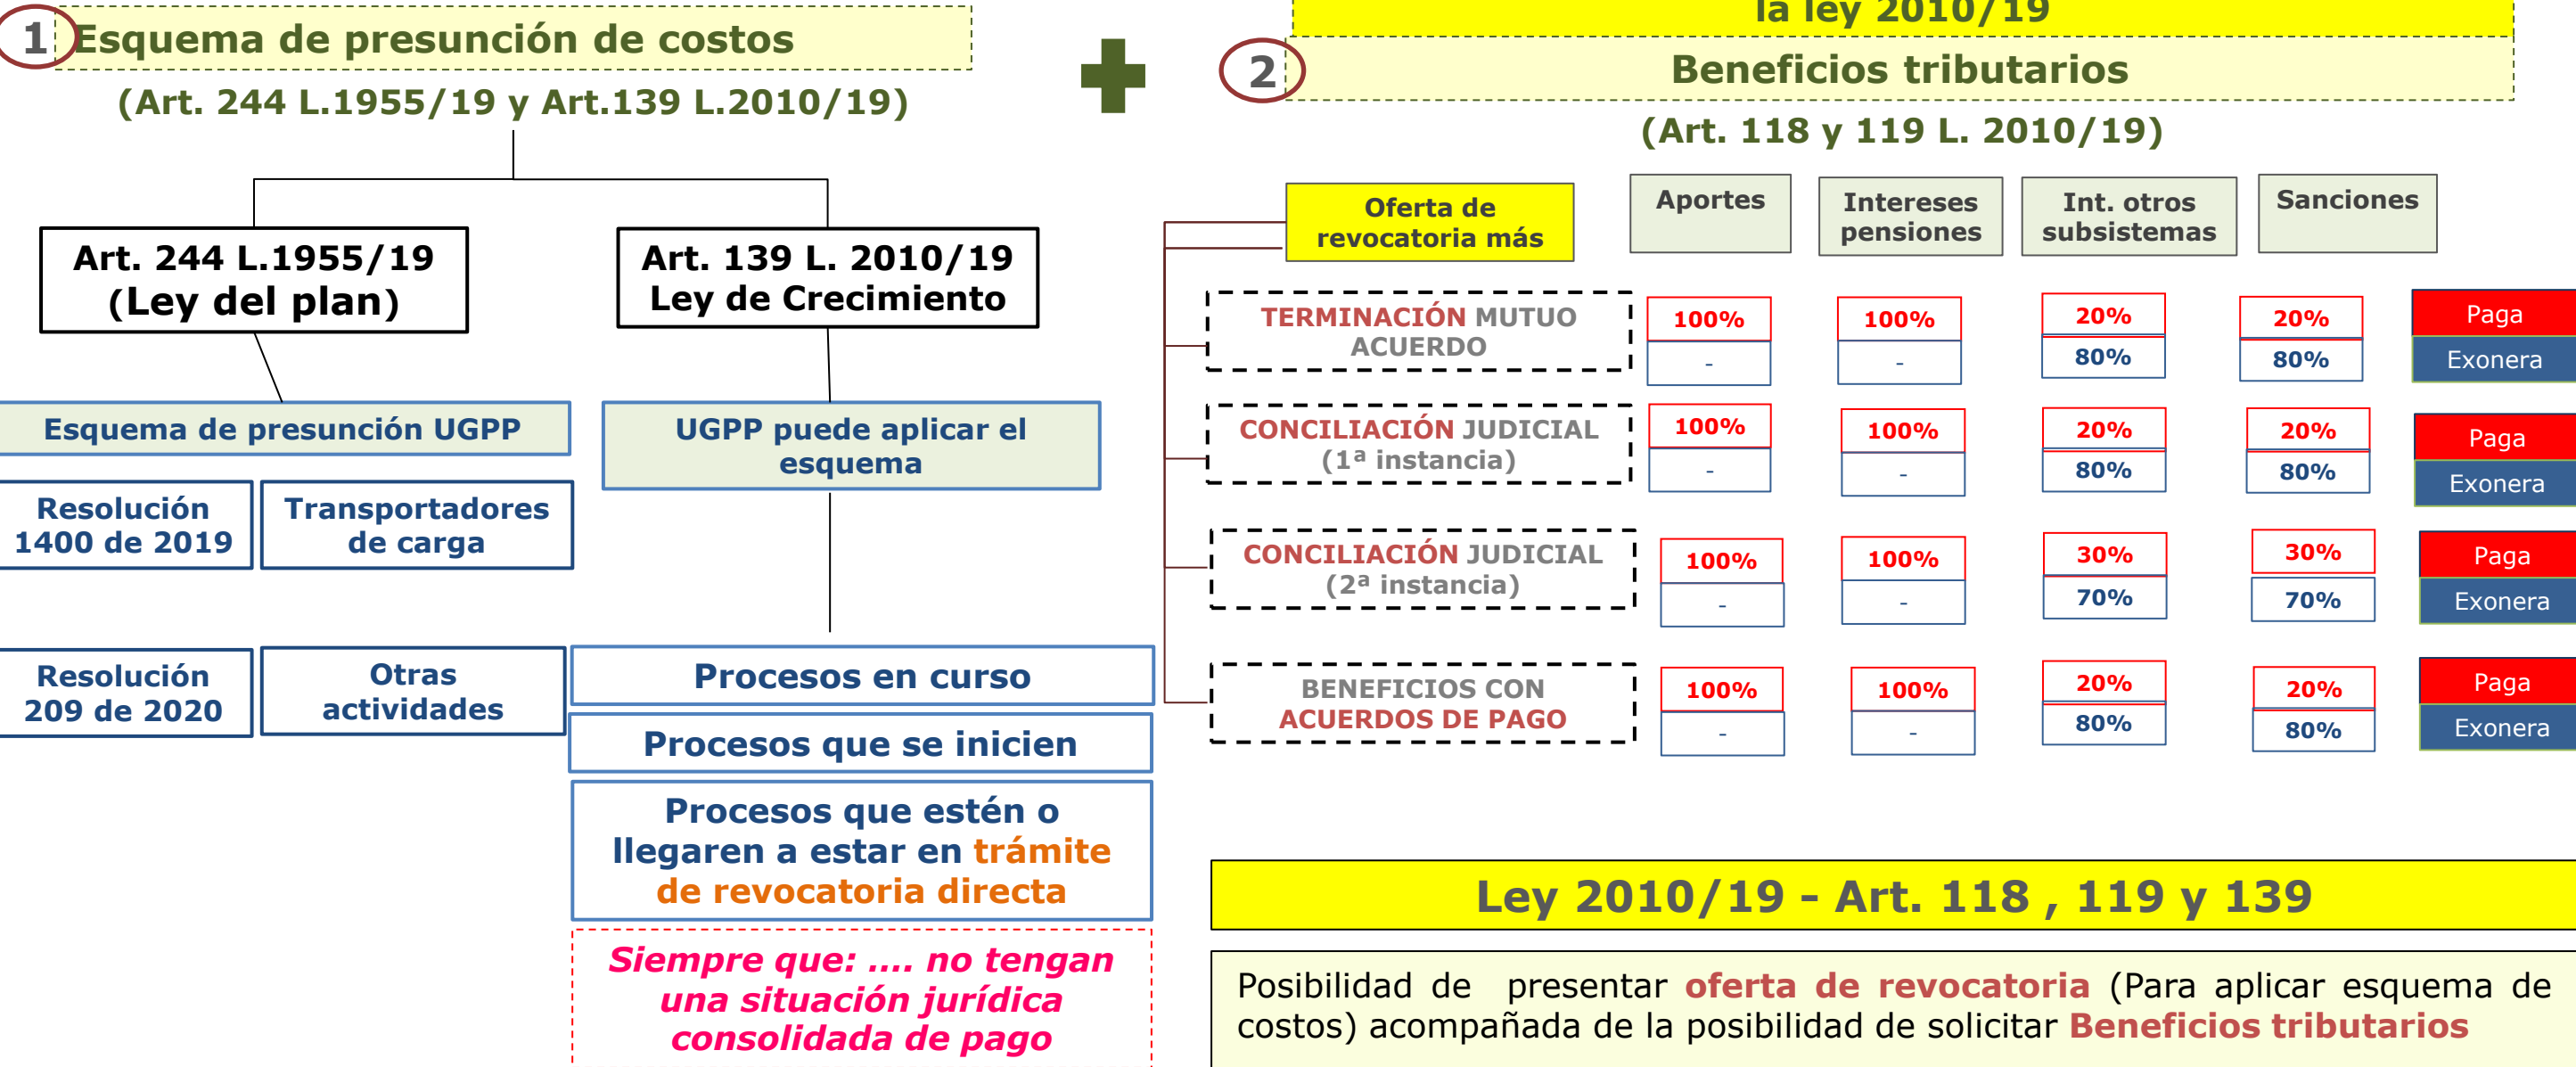 1
Esquema de presunción de costos
(Art. 244 L.1955/19 y Art.139 L.2010/19)
Art. 244 L.1955/19
(Ley del plan)
Art. 139 L. 2010/19
Ley de Crecimiento
Esquema de presunción UGPP
UGPP puede aplicar el
esquema
Resolución
1400 de 2019
Transportadores
de carga
Resolución
209 de 2020
Otras
actividades
Procesos en curso
Procesos que se inicien
Procesos que estén o
llegaren a estar en trámite
de revocatoria directa
Siempre que: .... no tengan
una situación jurídica
consolidada de pago
la ley 2010/19
2
Beneficios tributarios
(Art. 118 y 119 L. 2010/19)
Oferta de
revocatoria más
Aportes
Intereses
pensiones
Int. otros
subsistemas
Sanciones
TERMINACIÓN MUTUO
ACUERDO
100% 100% 20% 20% Paga
- - 80% 80% Exonera
CONCILIACIÓN JUDICIAL
(1ª instancia)
100% 100% 20% 20% Paga
- - 80% 80% Exonera
CONCILIACIÓN JUDICIAL
(2ª instancia)
100% 100% 30% 30% Paga
- - 70% 70% Exonera
BENEFICIOS CON
ACUERDOS DE PAGO
100% 100% 20% 20% Paga
- - 80% 80% Exonera
Ley 2010/19 - Art. 118 , 119 y 139
Posibilidad de presentar oferta de revocatoria (Para aplicar esquema de
costos) acompañada de la posibilidad de solicitar Beneficios tributarios